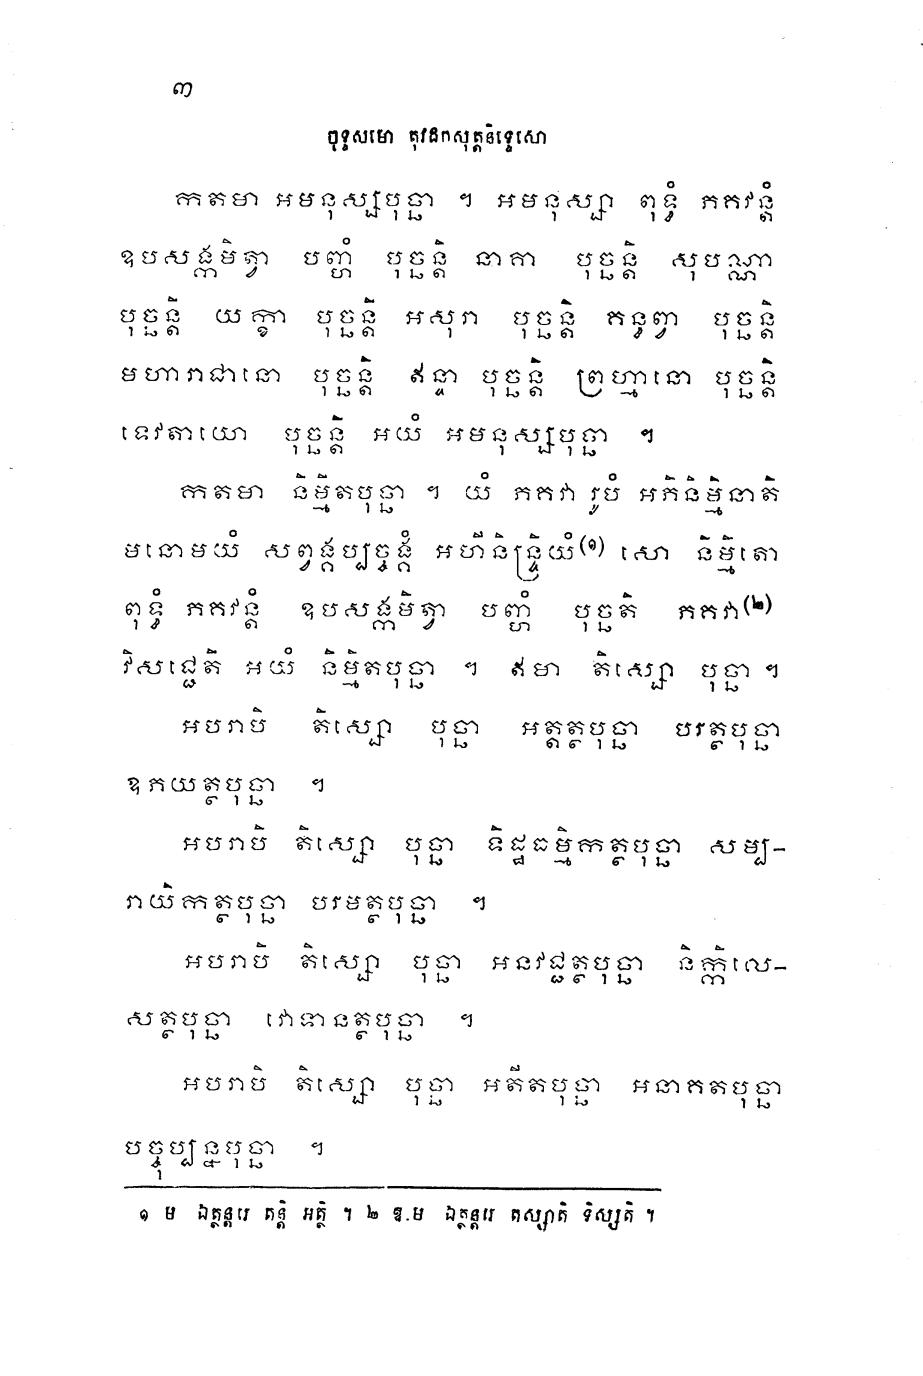 ៣
ចុទ្ទសមោ តុវដកសុត្តនិទ្ទេសោ
កតមា អមនុស្សបុច្ឆា ។ អមនុស្សា ពុទ្ធំ ភគវន្តំ
ឧបសង្កមិត្វា បញ្ហំ បុច្ឆន្តិ នាគា បុច្ឆន្តិ សុបណ្ណា
បុច្ឆន្តិ យក្ខា បុច្ឆន្តិ អសុរា បុច្ឆន្តិ គន្ធព្វា បុច្ឆន្តិ
មហារាជានោ បុច្ឆន្តិ ឥន្ទា បុច្ឆន្តិ ព្រហ្មានោ បុច្ឆន្តិ
ទេវតាយោ បុច្ឆន្តិ អយំ អមនុស្សបុច្ឆា ។
កតមា និម្មិតបុច្ឆា ។ យំ ភគវា រូបំ អភិនិម្មិនាតិ
មនោមយំ សព្វង្គប្បច្ចង្គំ អហីនិន្ទ្រិយំ(១) សោ និម្មិតោ
ពុទ្ធំ ភគវន្តំ ឧបសង្កមិត្វា បញ្ហំ បុច្ឆតិ ភគវា(២)
វិសជ្ជេតិ អយំ និម្មិតបុច្ឆា ។ ឥមា តិស្សោ បុច្ឆា ។
អបរាបិ តិស្សោ បុច្ឆា អត្តត្ថបុច្ឆា បរត្ថបុច្ឆា
ឧភយត្ថបុច្ឆា ។
អបរាបិ តិស្សោ បុច្ឆា ទិដ្ឋធម្មិកត្ថបុច្ឆា សម្ប-
រាយិកត្ថបុច្ឆា បរមត្ថបុច្ឆា ។
អបរាបិ តិស្សោ បុច្ឆា អនវជ្ជត្ថបុច្ឆា និក្កិលេ-
សត្ថបុច្ឆា វោទានត្ថបុច្ឆា ។
អបរាបិ តិស្សោ បុច្ឆា អតីតបុច្ឆា អនាគតបុច្ឆា
បច្ចុប្បន្នបុច្ឆា ។
១ ម ឯត្ថន្តរេ តន្តិ អត្ថិ ។ ២ ឱ.ម ឯត្ថន្តរេ តស្សាតិ ទិស្សតិ ។